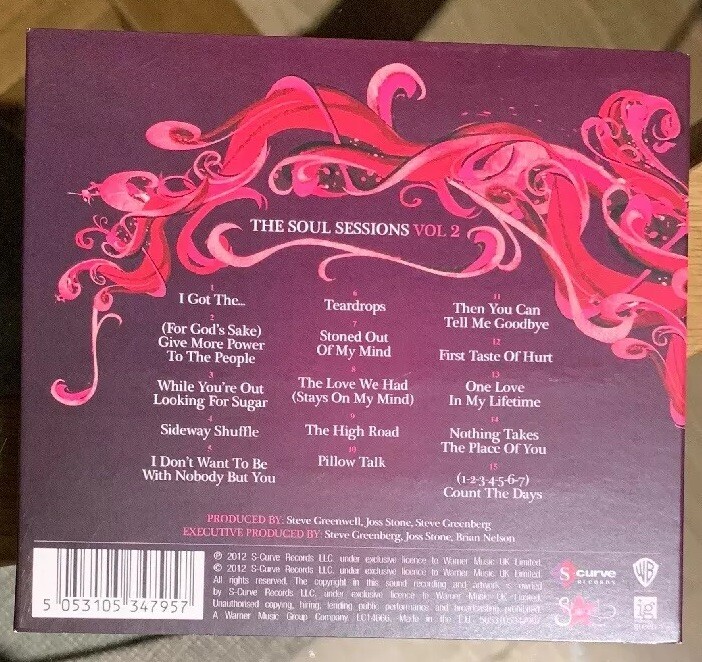 THE SOUL SESSIONS VOL 2
1
I Got The...
2
(For God's Sake)
Give More Power
To The People
3
While You're Out
Looking For Sugar
4
Sideway Shuffle
5
I Don't Want To Be
With Nobody But You
6
Teardrops
7
Stoned Out
Of My Mind
8
The Love We Had
(Stays On My Mind)
9
The High Road
10
Pillow Talk
11
Then You Can
Tell Me Goodbye
12
First Taste Of Hurt
13
One Love
In My Lifetime
14
Nothing Takes
The Place Of You
15
(1-2-3-4-5-6-7)
Count The Days
PRODUCED BY: Steve Greenwell, Joss Stone, Steve Greenberg
EXECUTIVE PRODUCED BY: Steve Greenberg, Joss Stone, Brian Nelson
℗ 2012 S-Curve Records LLC. under exclusive licence to Warner Music UK Limited.
© 2012 S-Curve Records LLC. under exclusive licence to Warner Music UK Limited.
All rights reserved. The copyright in this sound recording and artwork is owned
by S-Curve Records LLC. under exclusive licence to Warner Music UK Limited.
Unauthorised copying, hiring, lending public performance and broadcasting prohibited
A Warner Music Group Company. LC14666. Made in the E.U.
5 053105 347957
S curve
RECORDS
WB